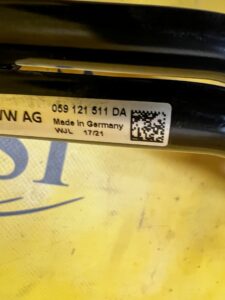 VW AG 059 121 511 DA
Made in Germany
WJL 17/21